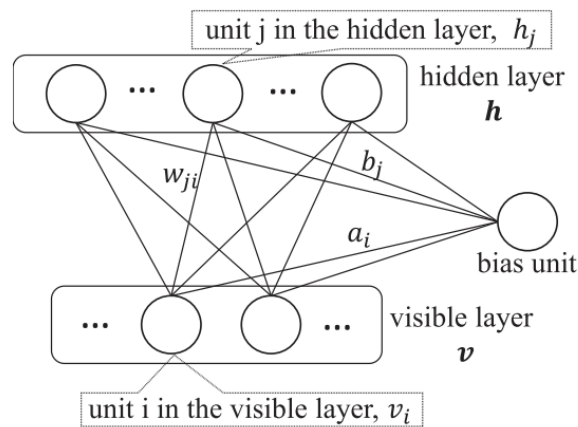 unit j in the hidden layer, h_j
... ...
hidden layer
h
w_ji
b_j
a_i
bias unit
... ...
visible layer
v
unit i in the visible layer, v_i